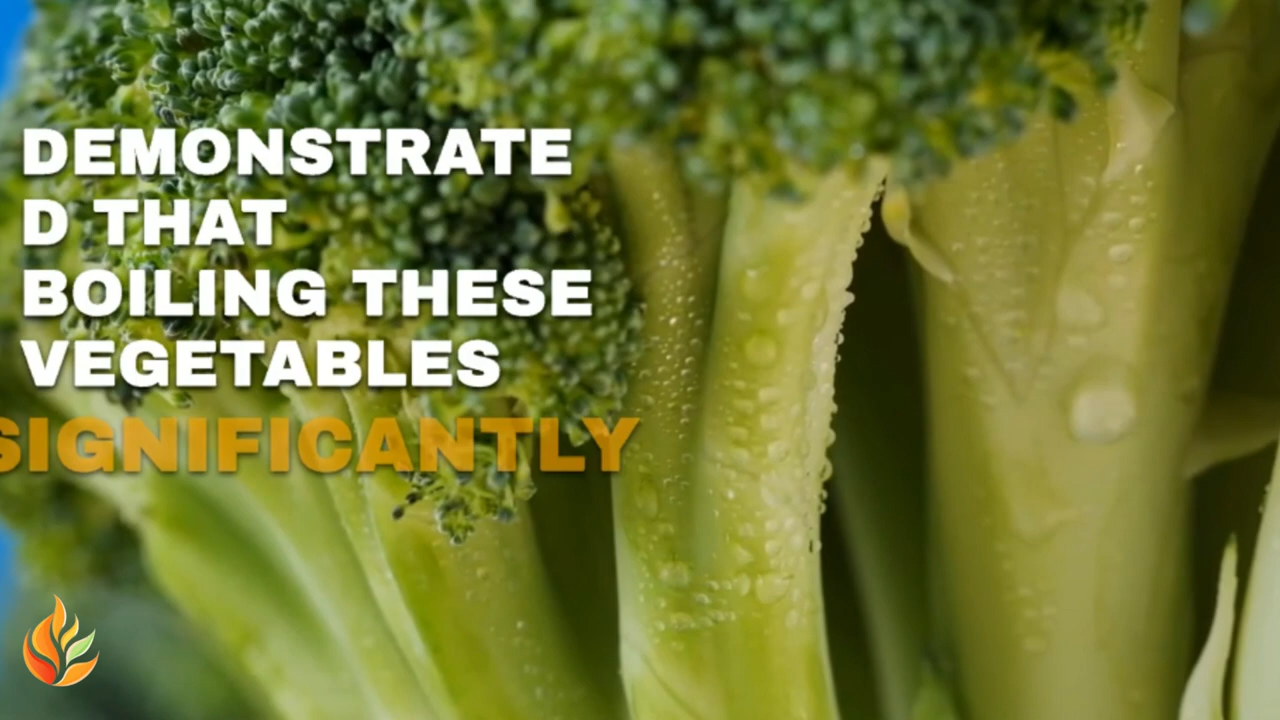 DEMONSTRATE
D THAT
BOILING THESE
VEGETABLES
SIGNIFICANTLY